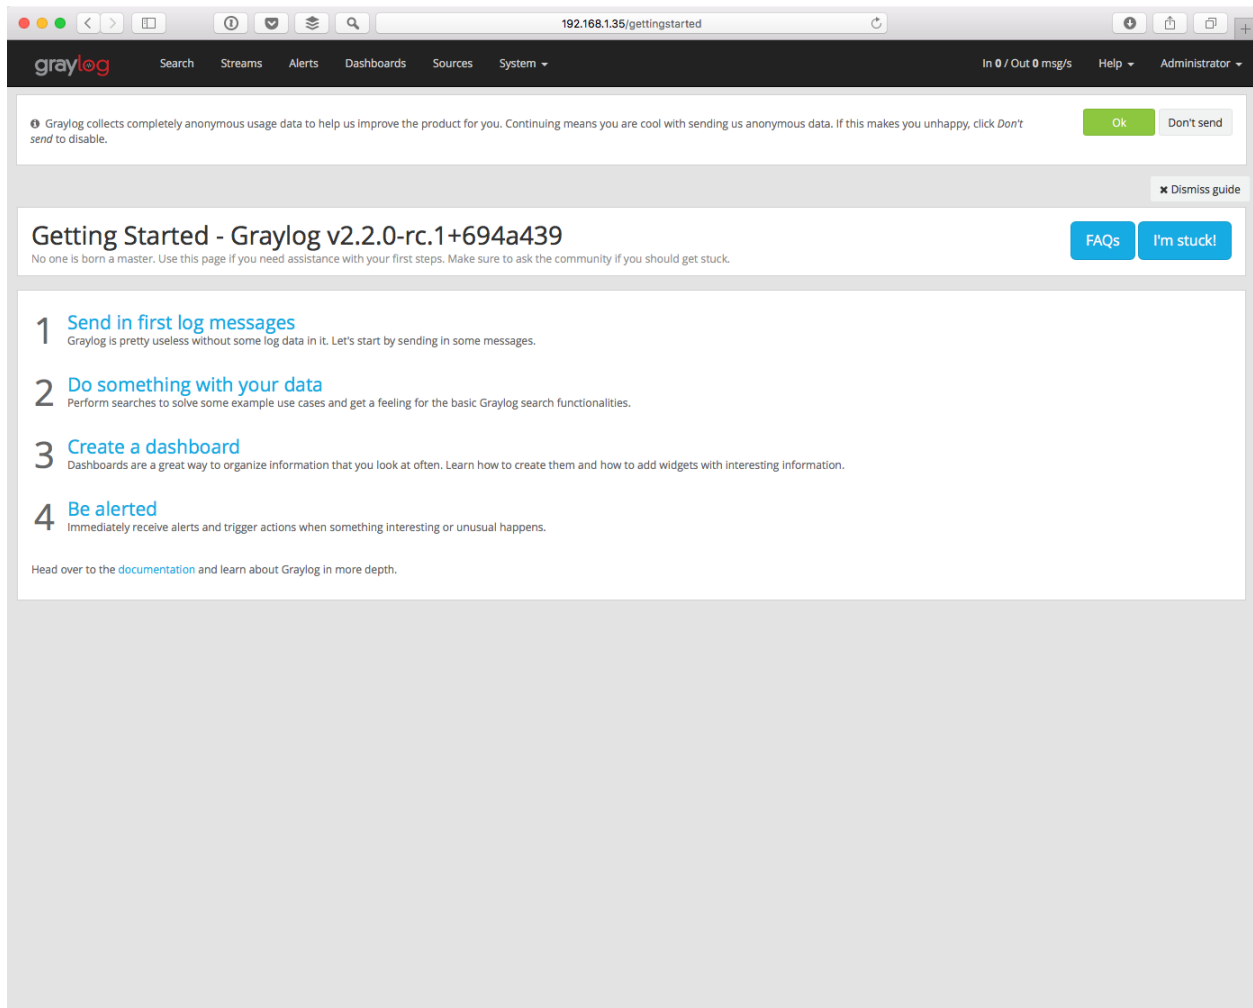 192.168.1.35/gettingstarted
graylog Search Streams Alerts Dashboards Sources System In 0 / Out 0 msg/s Help Administrator
Graylog collects completely anonymous usage data to help us improve the product for you. Continuing means you are cool with sending us anonymous data. If this makes you unhappy, click Don't
send to disable.
Ok Don't send
Dismiss guide
Getting Started - Graylog v2.2.0-rc.1+694a439
No one is born a master. Use this page if you need assistance with your first steps. Make sure to ask the community if you should get stuck.
FAQs I'm stuck!
1 Send in first log messages
Graylog is pretty useless without some log data in it. Let's start by sending in some messages.
2 Do something with your data
Perform searches to solve some example use cases and get a feeling for the basic Graylog search functionalities.
3 Create a dashboard
Dashboards are a great way to organize information that you look at often. Learn how to create them and how to add widgets with interesting information.
4 Be alerted
Immediately receive alerts and trigger actions when something interesting or unusual happens.
Head over to the documentation and learn about Graylog in more depth.